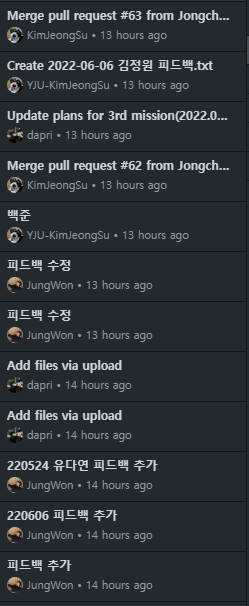 Merge pull request #63 from Jongch...
KimJeongSu • 13 hours ago
Create 2022-06-06 김정원 피드백.txt
YJU-KimJeongSu • 13 hours ago
Update plans for 3rd mission(2022.0...
dapri • 13 hours ago
Merge pull request #62 from Jongch...
KimJeongSu • 13 hours ago
백준
YJU-KimJeongSu • 13 hours ago
피드백 수정
JungWon • 13 hours ago
피드백 수정
JungWon • 13 hours ago
Add files via upload
dapri • 14 hours ago
Add files via upload
dapri • 14 hours ago
220524 유다연 피드백 추가
JungWon • 14 hours ago
220606 피드백 추가
JungWon • 14 hours ago
피드백 추가
JungWon • 14 hours ago